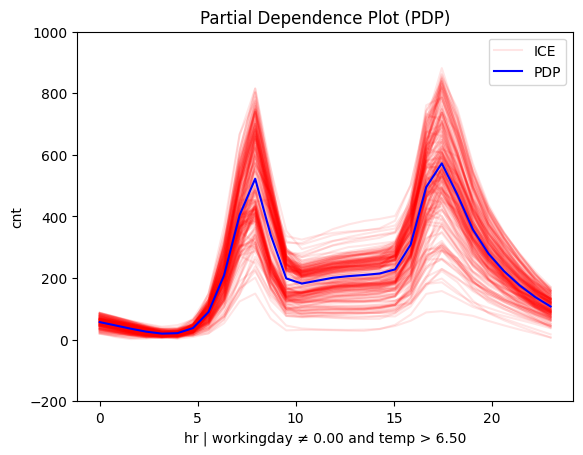 Partial Dependence Plot (PDP)
1000
800
600
400
200
0
−200
cnt
ICE
PDP
0
5
10
15
20
hr | workingday ≠ 0.00 and temp > 6.50